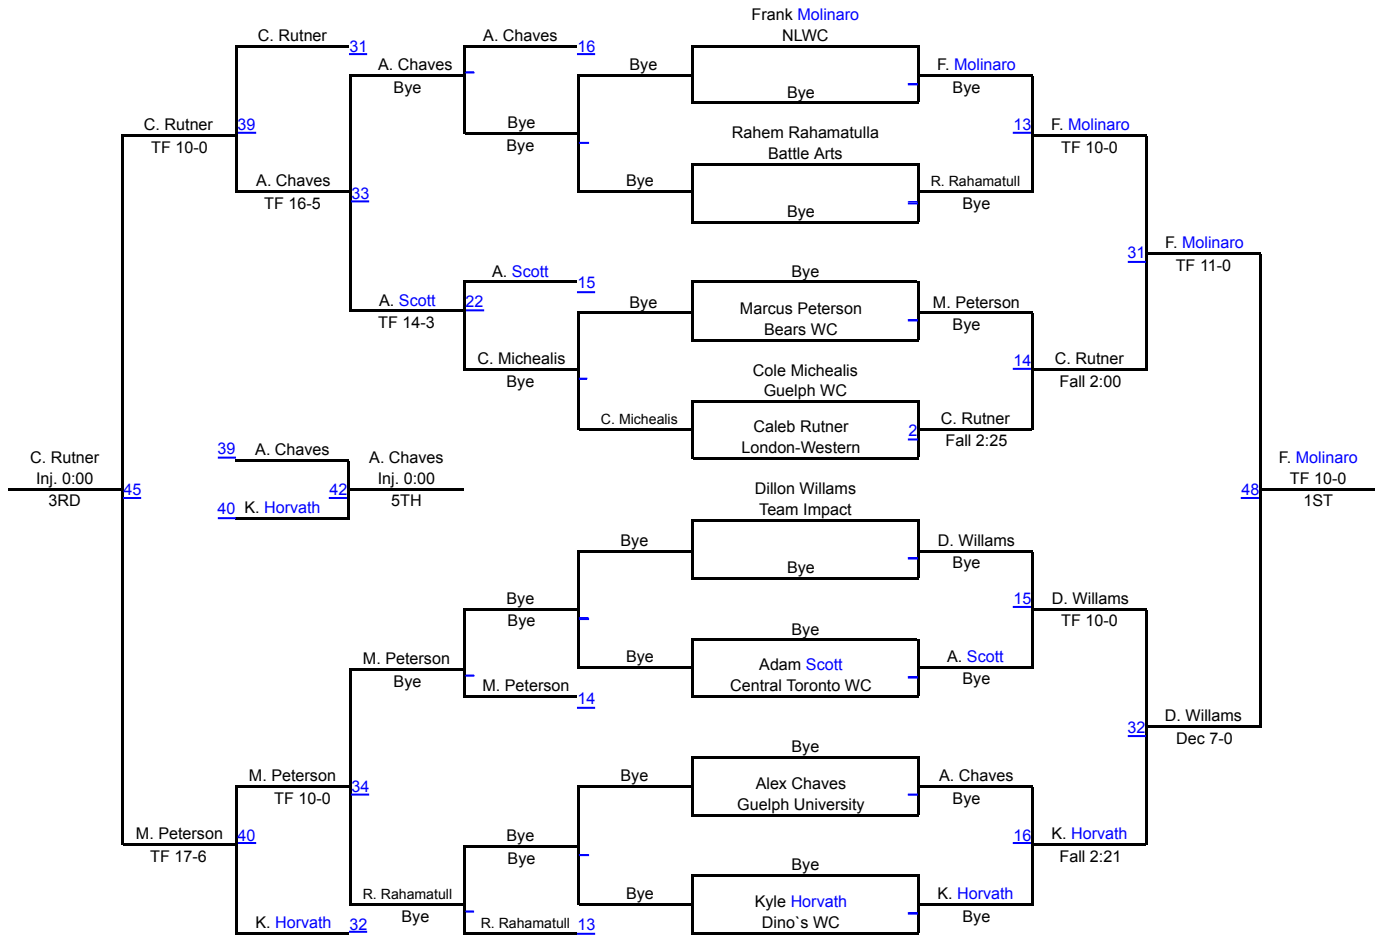 Frank Molinaro
NLWC
C. Rutner
31
A. Chaves
16
A. Chaves
Bye
Bye
F. Molinaro
Bye
Bye
C. Rutner
39
TF 10-0
Bye
Bye
Rahem Rahamatulla
Battle Arts
13
F. Molinaro
TF 10-0
A. Chaves
TF 16-5
33
Bye
R. Rahamatull
Bye
Bye
F. Molinaro
31
TF 11-0
A. Scott
15
Bye
A. Scott
22
TF 14-3
Bye
Marcus Peterson
Bears WC
M. Peterson
Bye
C. Michealis
Bye
Cole Michealis
Guelph WC
14
C. Rutner
Fall 2:00
C. Michealis
Caleb Rutner
London-Western
2
C. Rutner
Fall 2:25
C. Rutner
Inj. 0:00
3RD
45
39
A. Chaves
40
K. Horvath
42
A. Chaves
Inj. 0:00
5TH
F. Molinaro
TF 10-0
1ST
48
Dillon Willams
Team Impact
Bye
D. Willams
Bye
Bye
Bye
Bye
15
D. Willams
TF 10-0
Bye
M. Peterson
Bye
Bye
Adam Scott
Central Toronto WC
A. Scott
Bye
M. Peterson
14
D. Willams
32
Dec 7-0
Bye
M. Peterson
TF 10-0
34
Bye
Alex Chaves
Guelph University
A. Chaves
Bye
M. Peterson
40
TF 17-6
Bye
Bye
16
K. Horvath
Fall 2:21
Bye
R. Rahamatull
Bye
Bye
Kyle Horvath
Dino`s WC
K. Horvath
Bye
K. Horvath
32
R. Rahamatull
13